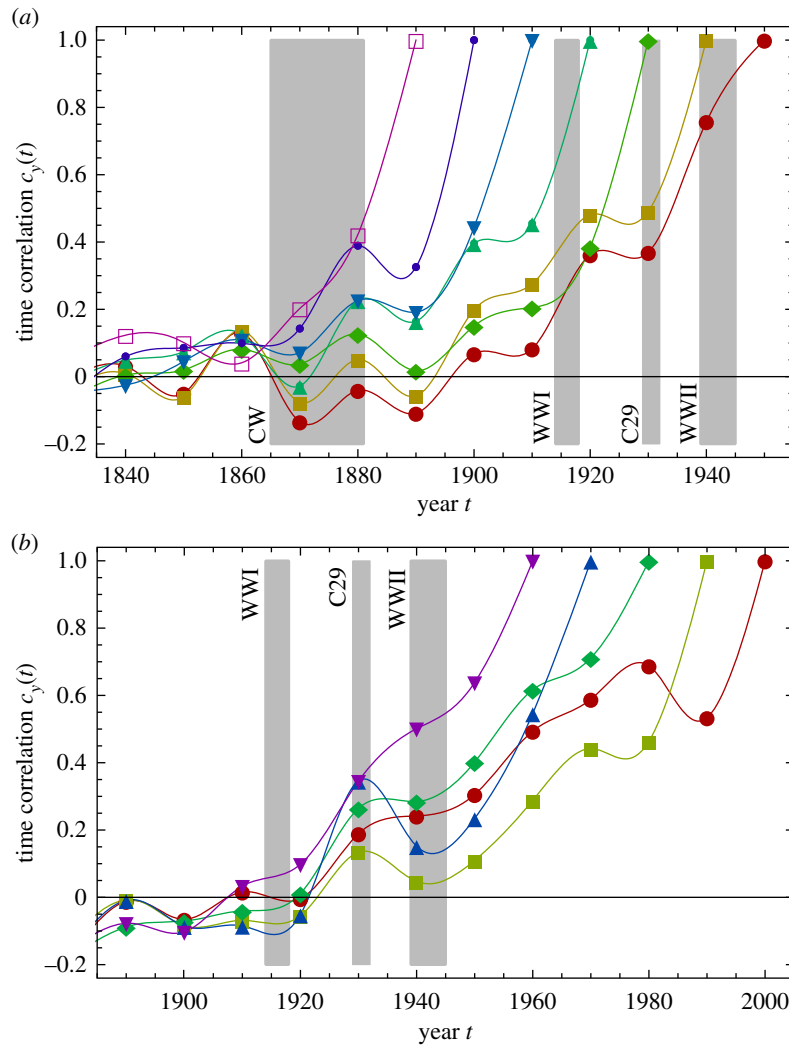 (a)
1.0
0.8
0.6
0.4
0.2
0
–0.2
time correlation c_y(t)
CW
WWI
C29
WWII
1840 1860 1880 1900 1920 1940
year t
(b)
1.0
0.8
0.6
0.4
0.2
0
–0.2
time correlation c_y(t)
WWI
C29
WWII
1900 1920 1940 1960 1980 2000
year t